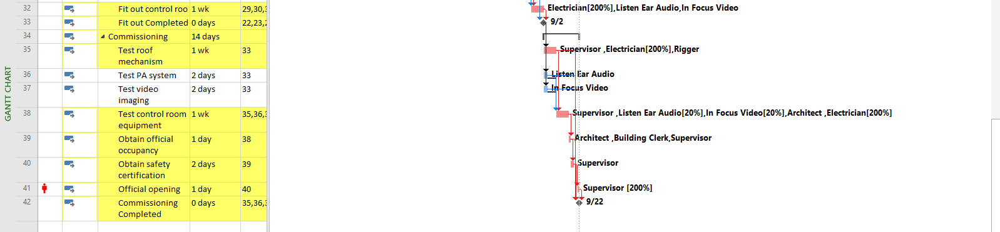 GANTT CHART
32 Fit out control roo 1 wk 29,30,3 Electrician[200%],Listen Ear Audio,In Focus Video
33 Fit out Completed 0 days 22,23,2 9/2
34 Commissioning 14 days
35 Test roof 1 wk 33 Supervisor ,Electrician[200%],Rigger
mechanism
36 Test PA system 2 days 33 Listen Ear Audio
37 Test video 2 days 33 In Focus Video
imaging
38 Test control room 1 wk 35,36,3 Supervisor ,Listen Ear Audio[20%],In Focus Video[20%],Architect ,Electrician[200%]
equipment
39 Obtain official 1 day 38 Architect ,Building Clerk,Supervisor
occupancy
40 Obtain safety 2 days 39 Supervisor
certification
41 Official opening 1 day 40 Supervisor [200%]
42 Commissioning 0 days 35,36,3 9/22
Completed